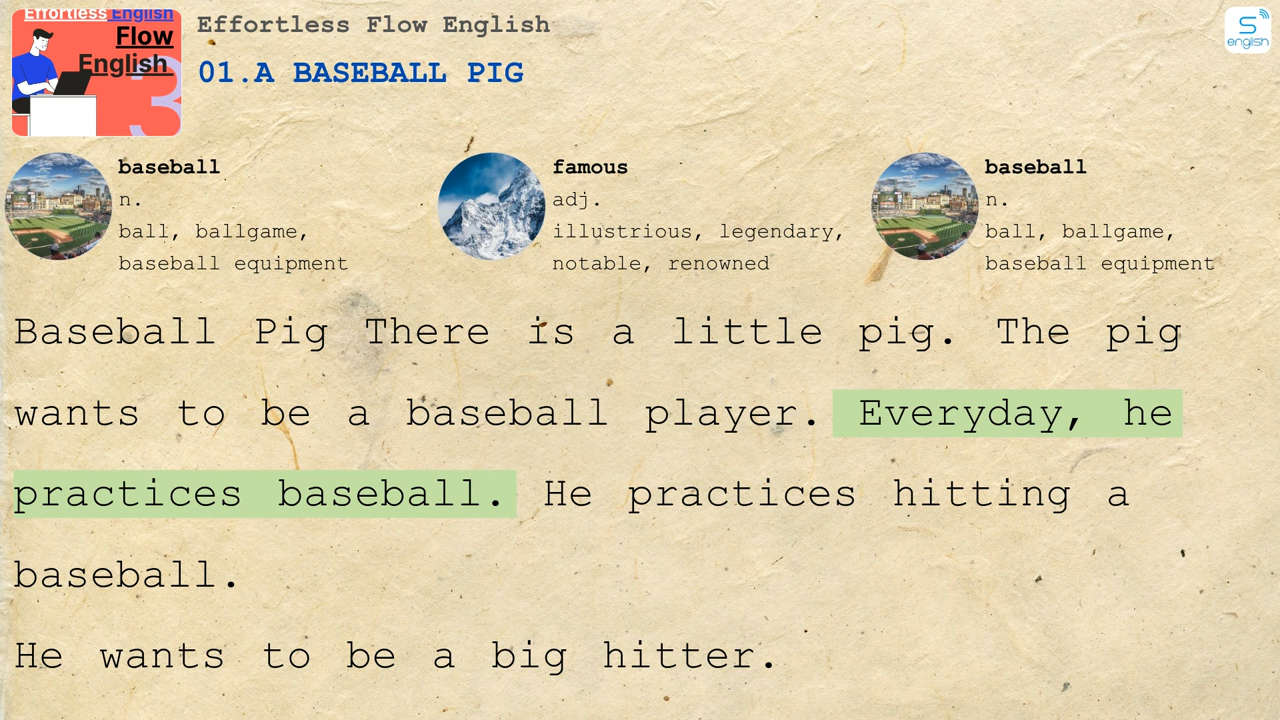 Effortless English
Flow
English
3
Effortless Flow English
01.A BASEBALL PIG
S
english
baseball
n.
ball, ballgame,
baseball equipment
famous
adj.
illustrious, legendary,
notable, renowned
baseball
n.
ball, ballgame,
baseball equipment
Baseball Pig There is a little pig. The pig
wants to be a baseball player. Everyday, he
practices baseball. He practices hitting a
baseball.
He wants to be a big hitter.